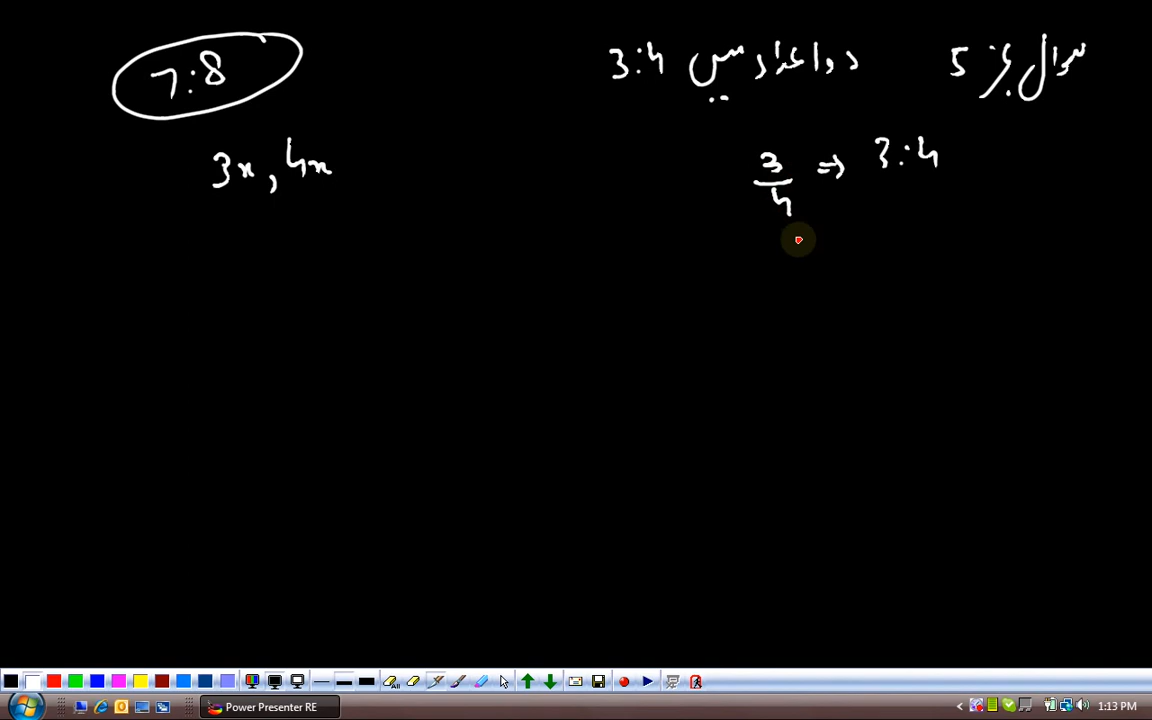 سوال نمبر 5 دو اعداد میں 3:4
7:8
3/4 ⇒ 3:4
3x, 4x
Power Presenter RE
1:13 PM